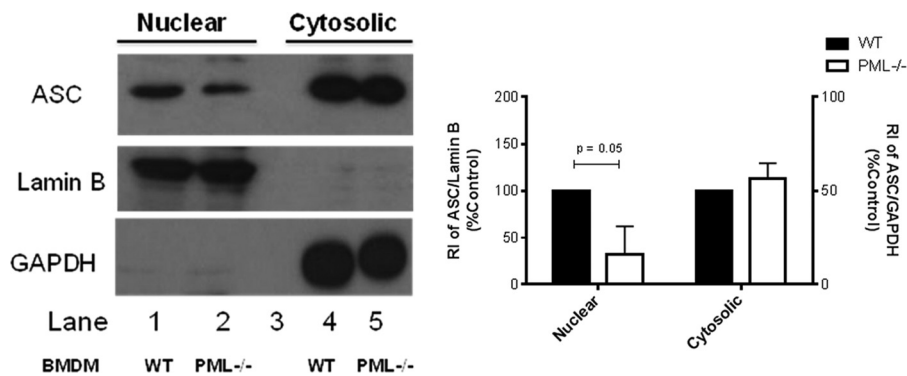 Nuclear Cytosolic
ASC
Lamin B
GAPDH
Lane 1 2 3 4 5
BMDM WT PML-/- WT PML-/-
WT
PML-/-
RI of ASC/Lamin B
(%Control)
200
150
100
50
0
p = 0.05
100
50
0
RI of ASC/GAPDH
(%Control)
Nuclear
Cytosolic